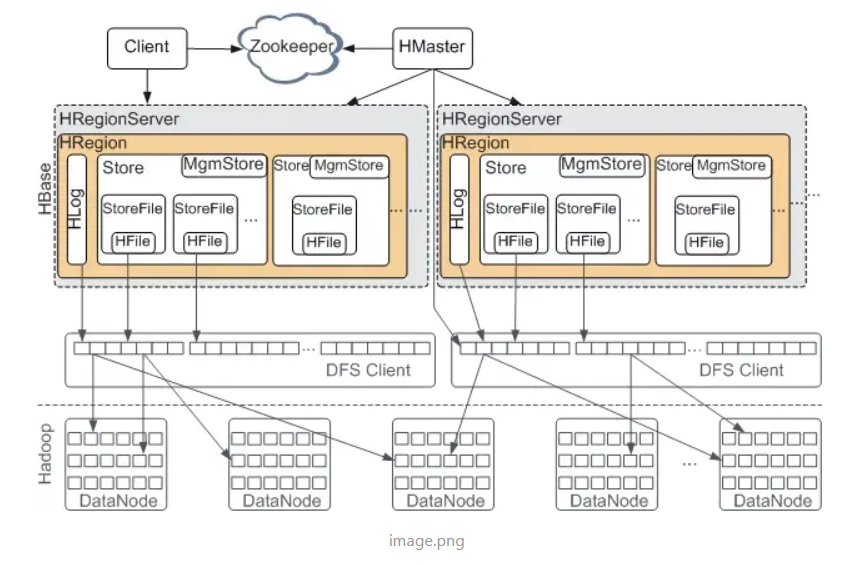 Client
Zookeeper
HMaster
HBase
HRegionServer
HRegion
HLog
Store
MgmStore
StoreFile
HFile
StoreFile
HFile
...
Store
MgmStore
StoreFile
HFile
... ...
HRegionServer
HRegion
HLog
Store
MgmStore
StoreFile
HFile
StoreFile
HFile
...
Store
MgmStore
StoreFile
HFile
... ...
...
...
DFS Client
...
DFS Client
Hadoop
DataNode
DataNode
DataNode
DataNode
...
DataNode
image.png